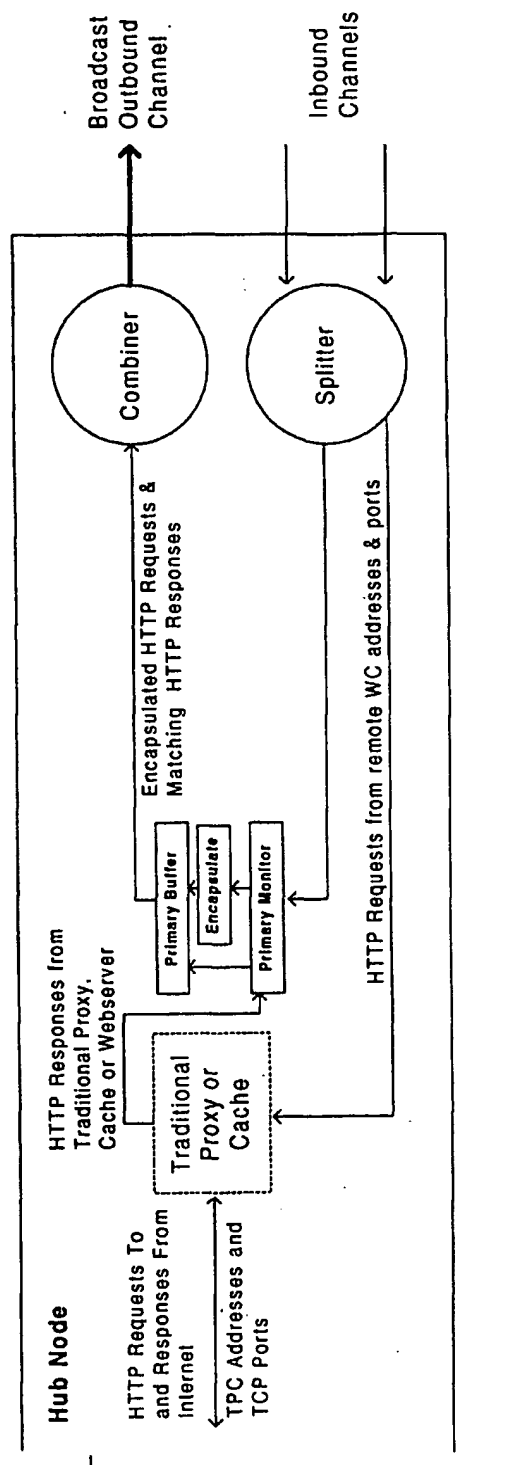 Hub Node
HTTP Requests To
and Responses From
Internet
TPC Addresses and
TCP Ports
HTTP Responses from
Traditional Proxy,
Cache or Webserver
Traditional
Proxy or
Cache
Primary Buffer
Encapsulate
Primary Monitor
Encapsulated HTTP Requests &
Matching HTTP Responses
HTTP Requests from remote WC addresses & ports
Combiner
Splitter
Broadcast
Outbound
Channel
Inbound
Channels